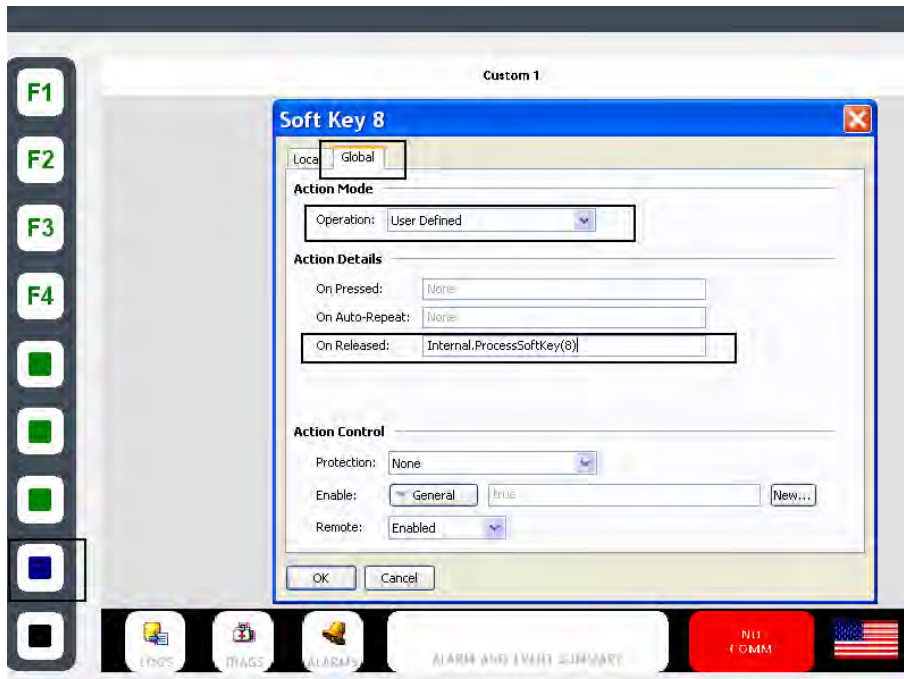 Custom 1
F1
F2
F3
F4
Soft Key 8
Local Global
Action Mode
Operation: User Defined
Action Details
On Pressed: None
On Auto-Repeat: None
On Released: Internal.ProcessSoftKey(8)
Action Control
Protection: None
Enable: General true New...
Remote: Enabled
OK Cancel
LOGS DIAGS ALARMS ALARM AND EVENT SUMMARY
NO
COMM